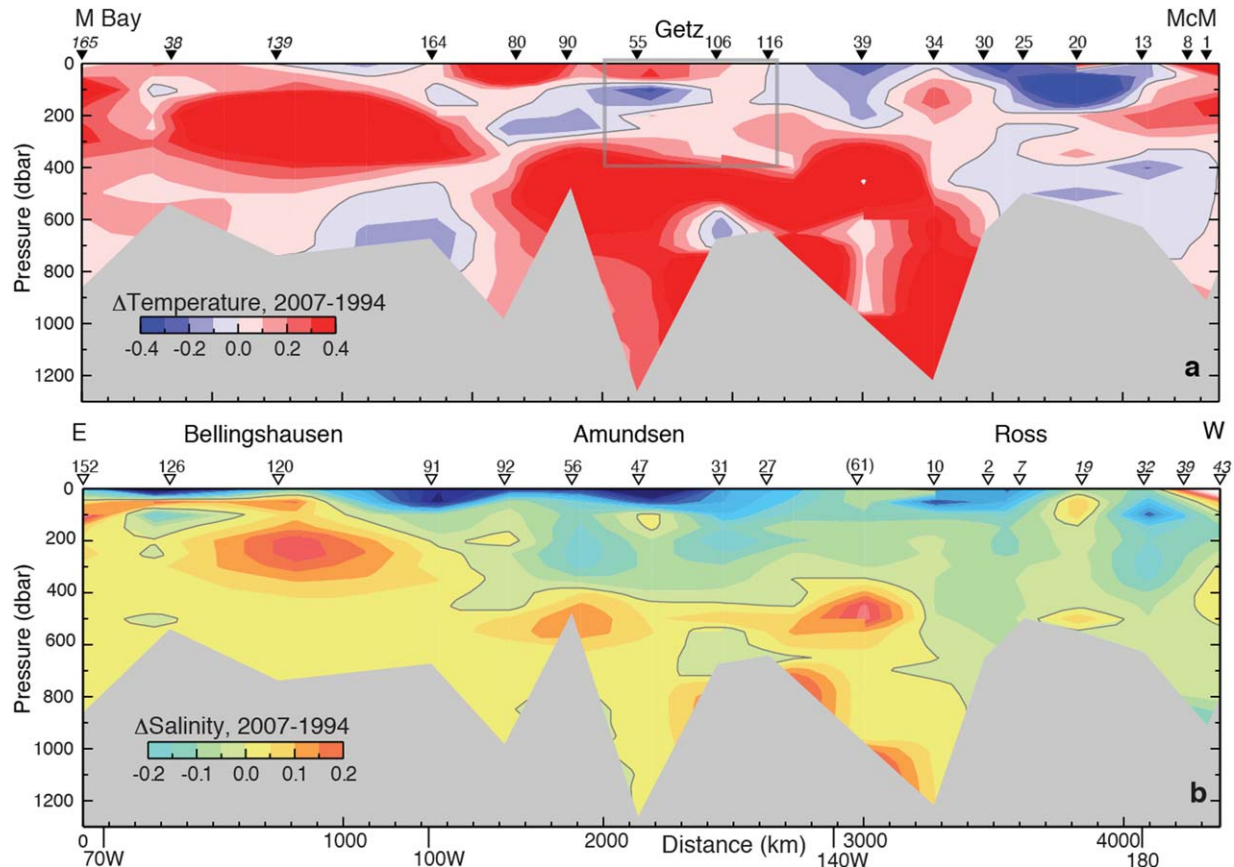 M Bay Getz McM
165 38 139 164 80 90 55 106 116 39 34 30 25 20 13 8 1
0
200
400
600
800
1000
1200
Pressure (dbar)
ΔTemperature, 2007-1994
-0.4 -0.2 0.0 0.2 0.4
a
E Bellingshausen Amundsen Ross W
152 126 120 91 92 56 47 31 27 (61) 10 2 7 19 32 39 43
0
200
400
600
800
1000
1200
Pressure (dbar)
ΔSalinity, 2007-1994
-0.2 -0.1 0.0 0.1 0.2
b
0 1000 2000 Distance (km) 3000 4000
70W 100W 140W 180